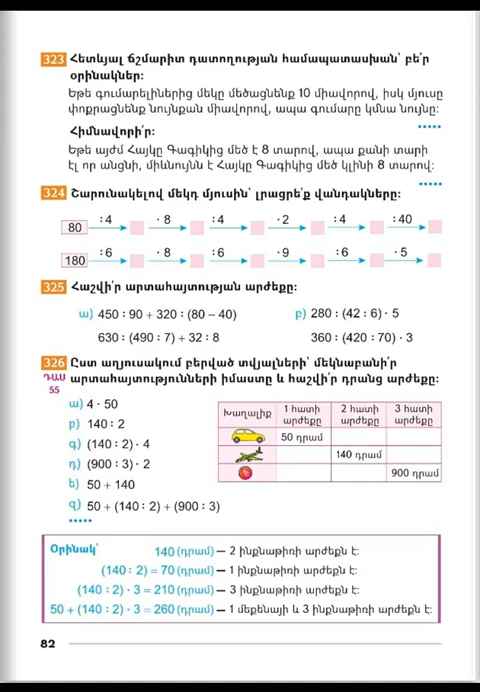 323 Հետևյալ ճշմարիտ դատողության համապատասխան՝ բե՛ր
օրինակներ։
Եթե գումարելիներից մեկը մեծացնենք 10 միավորով, իսկ մյուսը
փոքրացնենք նույնքան միավորով, ապա գումարը կմնա նույնը։
Հիմնավորի՛ր։
Եթե այժմ Հայկը Գագիկից մեծ է 8 տարով, ապա քանի տարի
էլ որ անցնի, միևնույնն է Հայկը Գագիկից մեծ կլինի 8 տարով։
324 Շարունակելով մեկդ մյուսին՝ լրացրե՛ք վանդակները։
80 : 4 · 8 : 4 · 2 : 4 : 40
180 : 6 · 8 : 6 · 9 : 6 · 5
325 Հաշվի՛ր արտահայտության արժեքը։
ա) 450 : 90 + 320 : (80 – 40) բ) 280 : (42 : 6) · 5
630 : (490 : 7) + 32 : 8 360 : (420 : 70) · 3
326 Ըստ աղյուսակում բերված տվյալների՝ մեկնաբանի՛ր
ԴԱՍ 55 արտահայտությունների իմաստը և հաշվի՛ր դրանց արժեքը։
ա) 4 · 50
բ) 140 : 2
գ) (140 : 2) · 4
դ) (900 : 3) · 2
ե) 50 + 140
զ) 50 + (140 : 2) + (900 : 3)
Խաղալիք 1 հատի արժեքը 2 հատի արժեքը 3 հատի արժեքը
50 դրամ
140 դրամ
900 դրամ
Օրինակ՝ 140 (դրամ) — 2 ինքնաթիռի արժեքն է։
(140 : 2) = 70 (դրամ) — 1 ինքնաթիռի արժեքն է։
(140 : 2) · 3 = 210 (դրամ) — 3 ինքնաթիռի արժեքն է։
50 + (140 : 2) · 3 = 260 (դրամ) — 1 մեքենայի և 3 ինքնաթիռի արժեքն է։
82